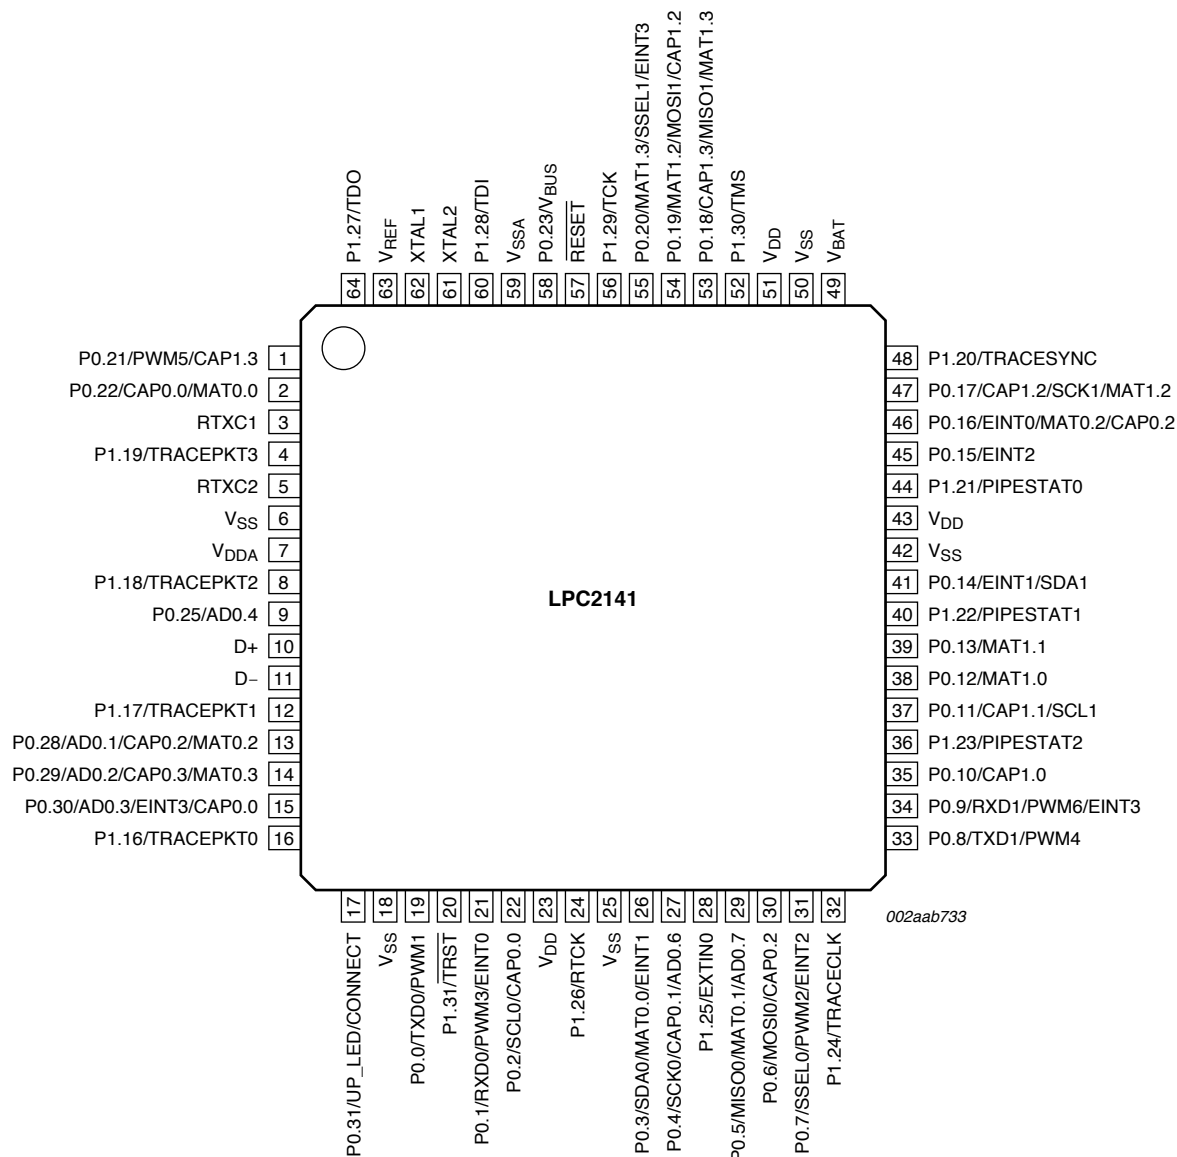 64 P1.27/TDO
63 VREF
62 XTAL1
61 XTAL2
60 P1.28/TDI
59 VSSA
58 P0.23/VBUS
57 RESET
56 P1.29/TCK
55 P0.20/MAT1.3/SSEL1/EINT3
54 P0.19/MAT1.2/MOSI1/CAP1.2
53 P0.18/CAP1.3/MISO1/MAT1.3
52 P1.30/TMS
51 VDD
50 VSS
49 VBAT
P0.21/PWM5/CAP1.3 1
P0.22/CAP0.0/MAT0.0 2
RTXC1 3
P1.19/TRACEPKT3 4
RTXC2 5
VSS 6
VDDA 7
P1.18/TRACEPKT2 8
P0.25/AD0.4 9
D+ 10
D− 11
P1.17/TRACEPKT1 12
P0.28/AD0.1/CAP0.2/MAT0.2 13
P0.29/AD0.2/CAP0.3/MAT0.3 14
P0.30/AD0.3/EINT3/CAP0.0 15
P1.16/TRACEPKT0 16
LPC2141
48 P1.20/TRACESYNC
47 P0.17/CAP1.2/SCK1/MAT1.2
46 P0.16/EINT0/MAT0.2/CAP0.2
45 P0.15/EINT2
44 P1.21/PIPESTAT0
43 VDD
42 VSS
41 P0.14/EINT1/SDA1
40 P1.22/PIPESTAT1
39 P0.13/MAT1.1
38 P0.12/MAT1.0
37 P0.11/CAP1.1/SCL1
36 P1.23/PIPESTAT2
35 P0.10/CAP1.0
34 P0.9/RXD1/PWM6/EINT3
33 P0.8/TXD1/PWM4
P0.31/UP_LED/CONNECT 17
VSS 18
P0.0/TXD0/PWM1 19
P1.31/TRST 20
P0.1/RXD0/PWM3/EINT0 21
P0.2/SCL0/CAP0.0 22
VDD 23
P1.26/RTCK 24
VSS 25
P0.3/SDA0/MAT0.0/EINT1 26
P0.4/SCK0/CAP0.1/AD0.6 27
P1.25/EXTIN0 28
P0.5/MISO0/MAT0.1/AD0.7 29
P0.6/MOSI0/CAP0.2 30
P0.7/SSEL0/PWM2/EINT2 31
P1.24/TRACECLK 32
002aab733